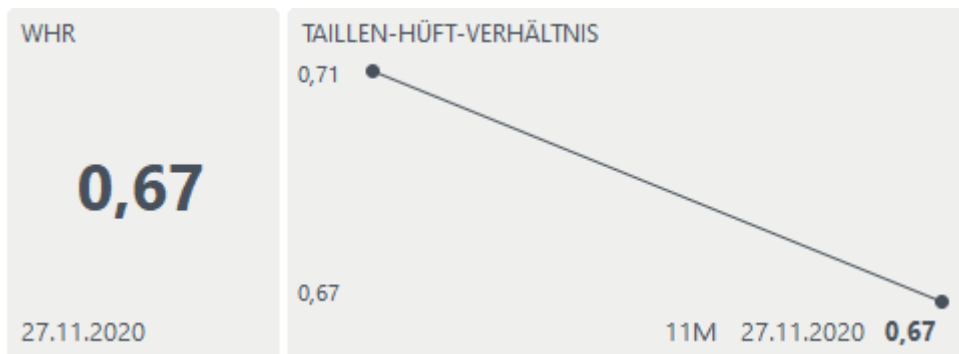 WHR
0,67
27.11.2020
TAILLEN-HÜFT-VERHÄLTNIS
0,71
0,67
11M 27.11.2020 0,67